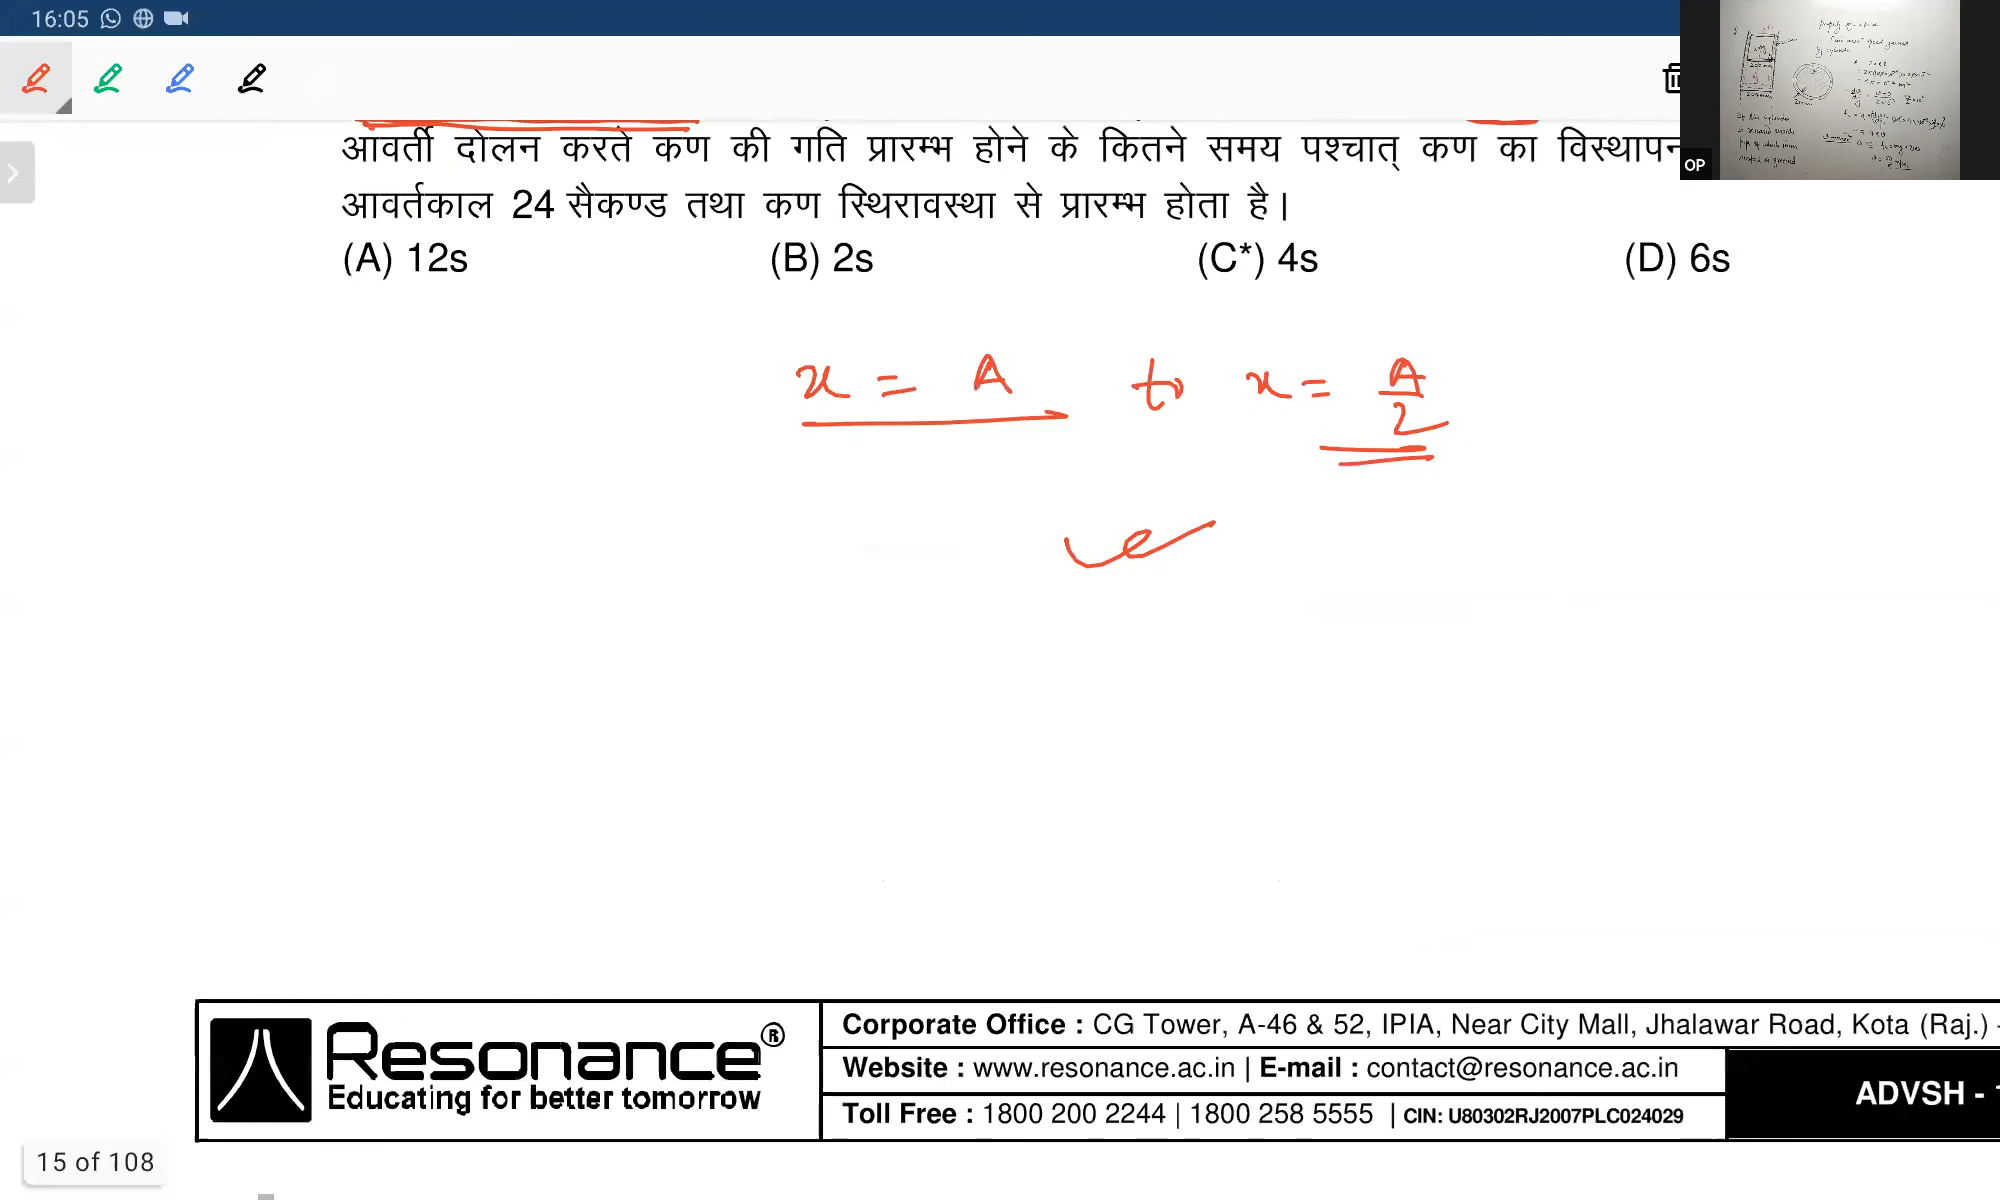 16:05
आवर्ती दोलन करते कण की गति प्रारम्भ होने के कितने समय पश्चात् कण का विस्थापन
आवर्तकाल 24 सैकण्ड तथा कण स्थिरावस्था से प्रारम्भ होता है।
(A) 12s (B) 2s (C*) 4s (D) 6s
x = A to x = A/2
OP
Resonance®
Educating for better tomorrow
Corporate Office : CG Tower, A-46 & 52, IPIA, Near City Mall, Jhalawar Road, Kota (Raj.) -
Website : www.resonance.ac.in | E-mail : contact@resonance.ac.in
Toll Free : 1800 200 2244 | 1800 258 5555 | CIN: U80302RJ2007PLC024029
ADVSH - 1
15 of 108